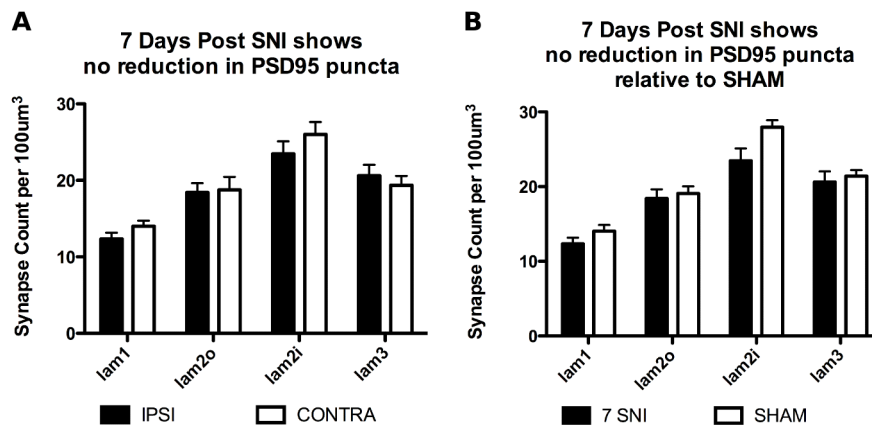 A
7 Days Post SNI shows
no reduction in PSD95 puncta
Synapse Count per 100um³
30
20
10
0
lam1
lam2o
lam2i
lam3
IPSI
CONTRA
B
7 Days Post SNI shows
no reduction in PSD95 puncta
relative to SHAM
Synapse Count per 100um³
30
20
10
0
lam1
lam2o
lam2i
lam3
7 SNI
SHAM